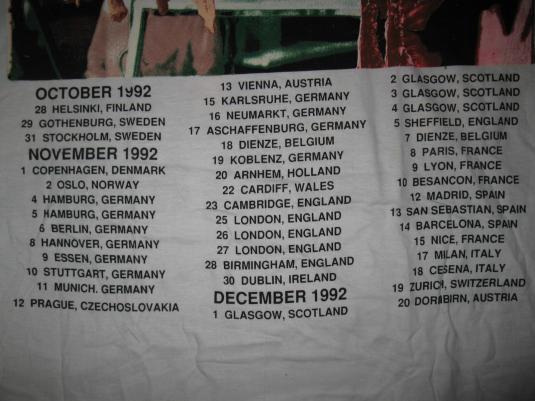 OCTOBER 1992
28 HELSINKI, FINLAND
29 GOTHENBURG, SWEDEN
31 STOCKHOLM, SWEDEN
NOVEMBER 1992
1 COPENHAGEN, DENMARK
2 OSLO, NORWAY
4 HAMBURG, GERMANY
5 HAMBURG, GERMANY
6 BERLIN, GERMANY
8 HANNOVER, GERMANY
9 ESSEN, GERMANY
10 STUTTGART, GERMANY
11 MUNICH. GERMANY
12 PRAGUE, CZECHOSLOVAKIA
13 VIENNA, AUSTRIA
15 KARLSRUHE, GERMANY
16 NEUMARKT, GERMANY
17 ASCHAFFENBURG, GERMANY
18 DIENZE, BELGIUM
19 KOBLENZ, GERMANY
20 ARNHEM, HOLLAND
22 CARDIFF, WALES
23 CAMBRIDGE, ENGLAND
25 LONDON, ENGLAND
26 LONDON, ENGLAND
27 LONDON, ENGLAND
28 BIRMINGHAM, ENGLAND
30 DUBLIN, IRELAND
DECEMBER 1992
1 GLASGOW, SCOTLAND
2 GLASGOW, SCOTLAND
3 GLASGOW, SCOTLAND
4 GLASGOW, SCOTLAND
5 SHEFFIELD, ENGLAND
7 DIENZE, BELGIUM
8 PARIS, FRANCE
9 LYON, FRANCE
10 BESANCON, FRANCE
12 MADRID, SPAIN
13 SAN SEBASTIAN, SPAIN
14 BARCELONA, SPAIN
15 NICE, FRANCE
17 MILAN, ITALY
18 CESENA, ITALY
19 ZURICH, SWITZERLAND
20 DORNBIRN, AUSTRIA